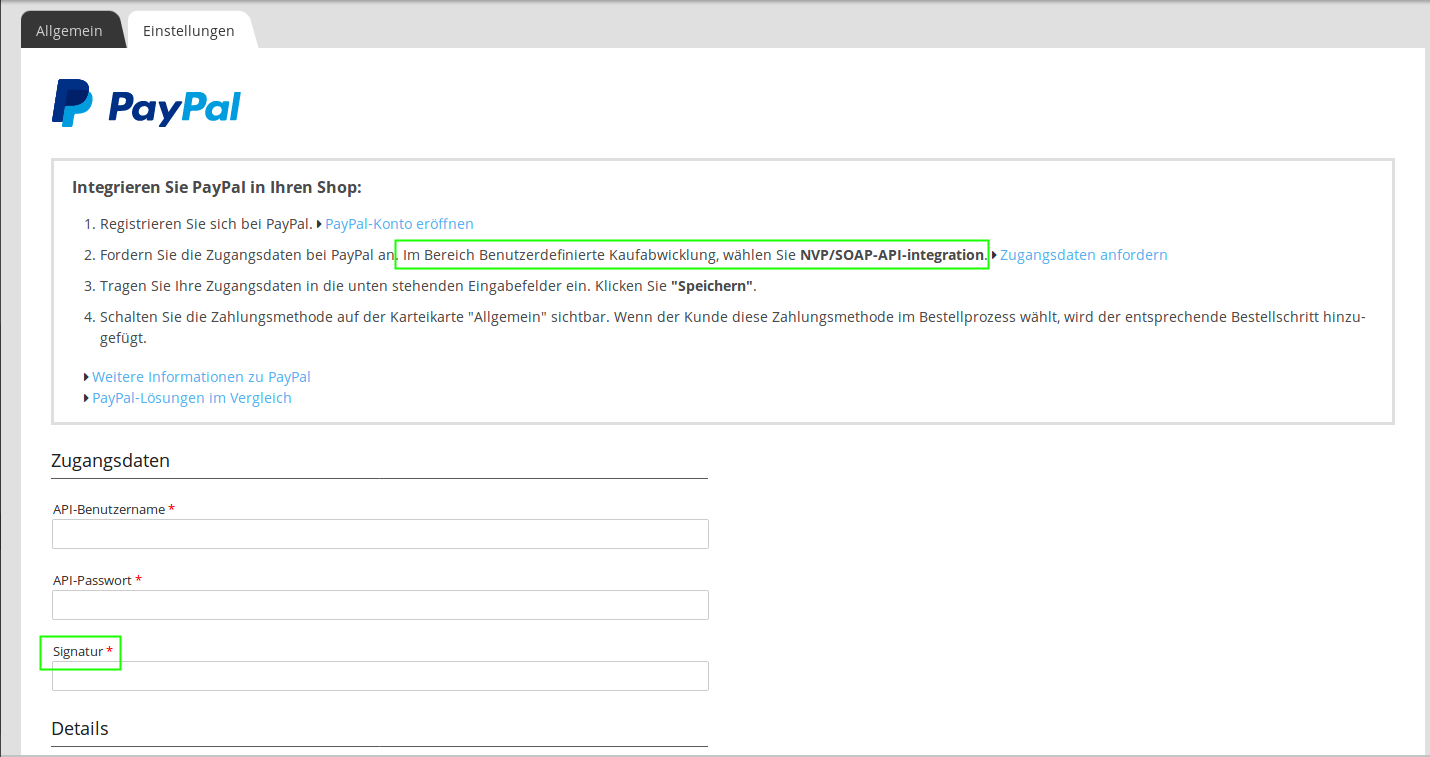 Allgemein
Einstellungen
PayPal
Integrieren Sie PayPal in Ihren Shop:
1. Registrieren Sie sich bei PayPal. PayPal-Konto eröffnen
2. Fordern Sie die Zugangsdaten bei PayPal an. Im Bereich Benutzerdefinierte Kaufabwicklung, wählen Sie NVP/SOAP-API-integration. Zugangsdaten anfordern
3. Tragen Sie Ihre Zugangsdaten in die unten stehenden Eingabefelder ein. Klicken Sie "Speichern".
4. Schalten Sie die Zahlungsmethode auf der Karteikarte "Allgemein" sichtbar. Wenn der Kunde diese Zahlungsmethode im Bestellprozess wählt, wird der entsprechende Bestellschritt hinzu-
gefügt.
Weitere Informationen zu PayPal
PayPal-Lösungen im Vergleich
Zugangsdaten
API-Benutzername *
API-Passwort *
Signatur *
Details